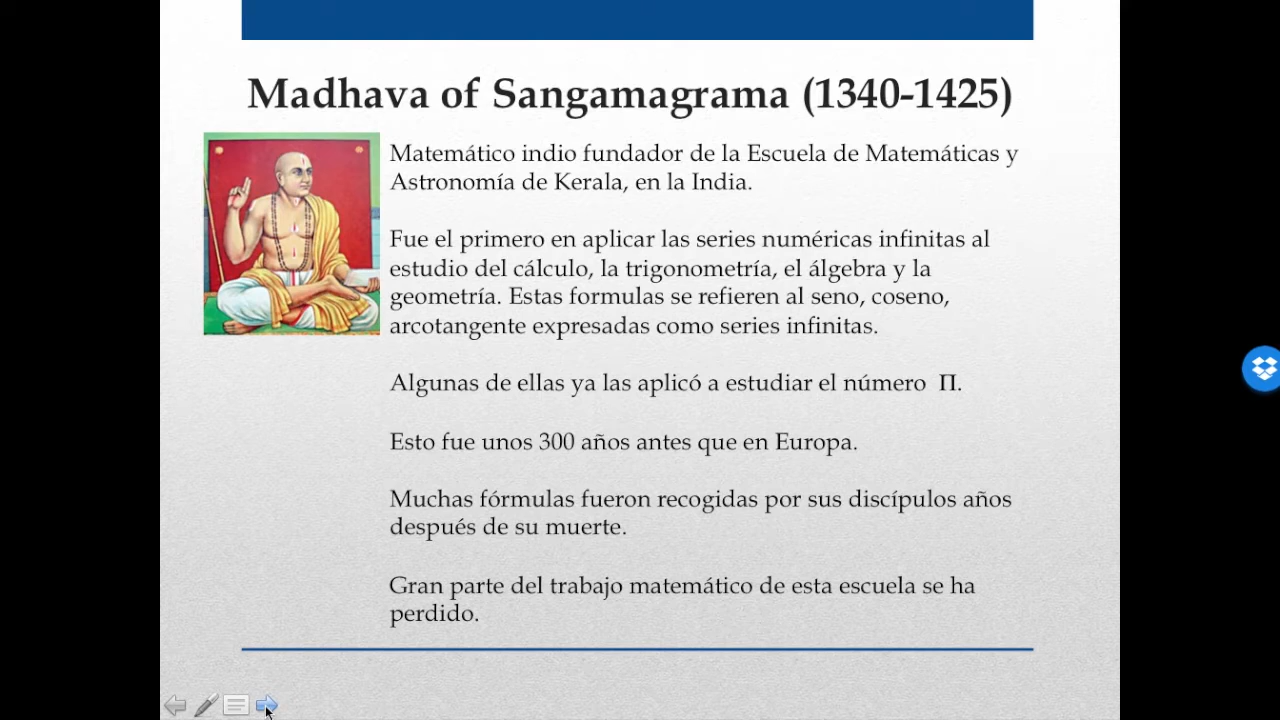 Madhava of Sangamagrama (1340-1425)
Matemático indio fundador de la Escuela de Matemáticas y
Astronomía de Kerala, en la India.
Fue el primero en aplicar las series numéricas infinitas al
estudio del cálculo, la trigonometría, el álgebra y la
geometría. Estas formulas se refieren al seno, coseno,
arcotangente expresadas como series infinitas.
Algunas de ellas ya las aplicó a estudiar el número Π.
Esto fue unos 300 años antes que en Europa.
Muchas fórmulas fueron recogidas por sus discípulos años
después de su muerte.
Gran parte del trabajo matemático de esta escuela se ha
perdido.